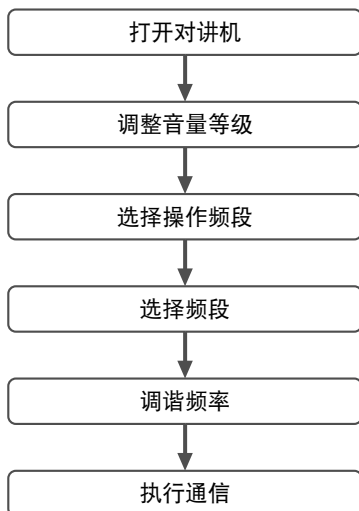 打开对讲机
调整音量等级
选择操作频段
选择频段
调谐频率
执行通信